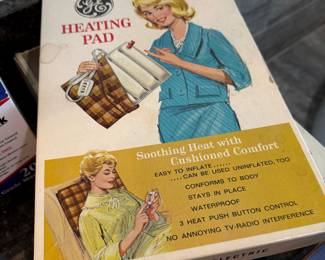 GE
HEATING
PAD
Soothing Heat with
Cushioned Comfort
EASY TO INFLATE......
....CAN BE USED UNINFLATED, TOO
CONFORMS TO BODY
STAYS IN PLACE
WATERPROOF
3 HEAT PUSH BUTTON CONTROL
NO ANNOYING TV-RADIO INTERFERENCE
ELECTRIC